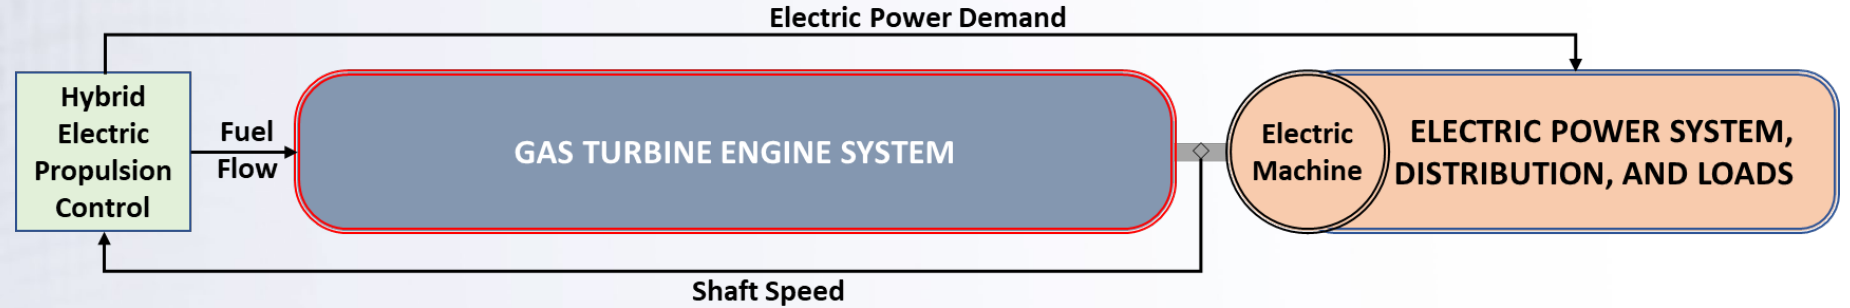 Electric Power Demand
Hybrid
Electric
Propulsion
Control
Fuel
Flow
GAS TURBINE ENGINE SYSTEM
Electric
Machine
ELECTRIC POWER SYSTEM,
DISTRIBUTION, AND LOADS
Shaft Speed